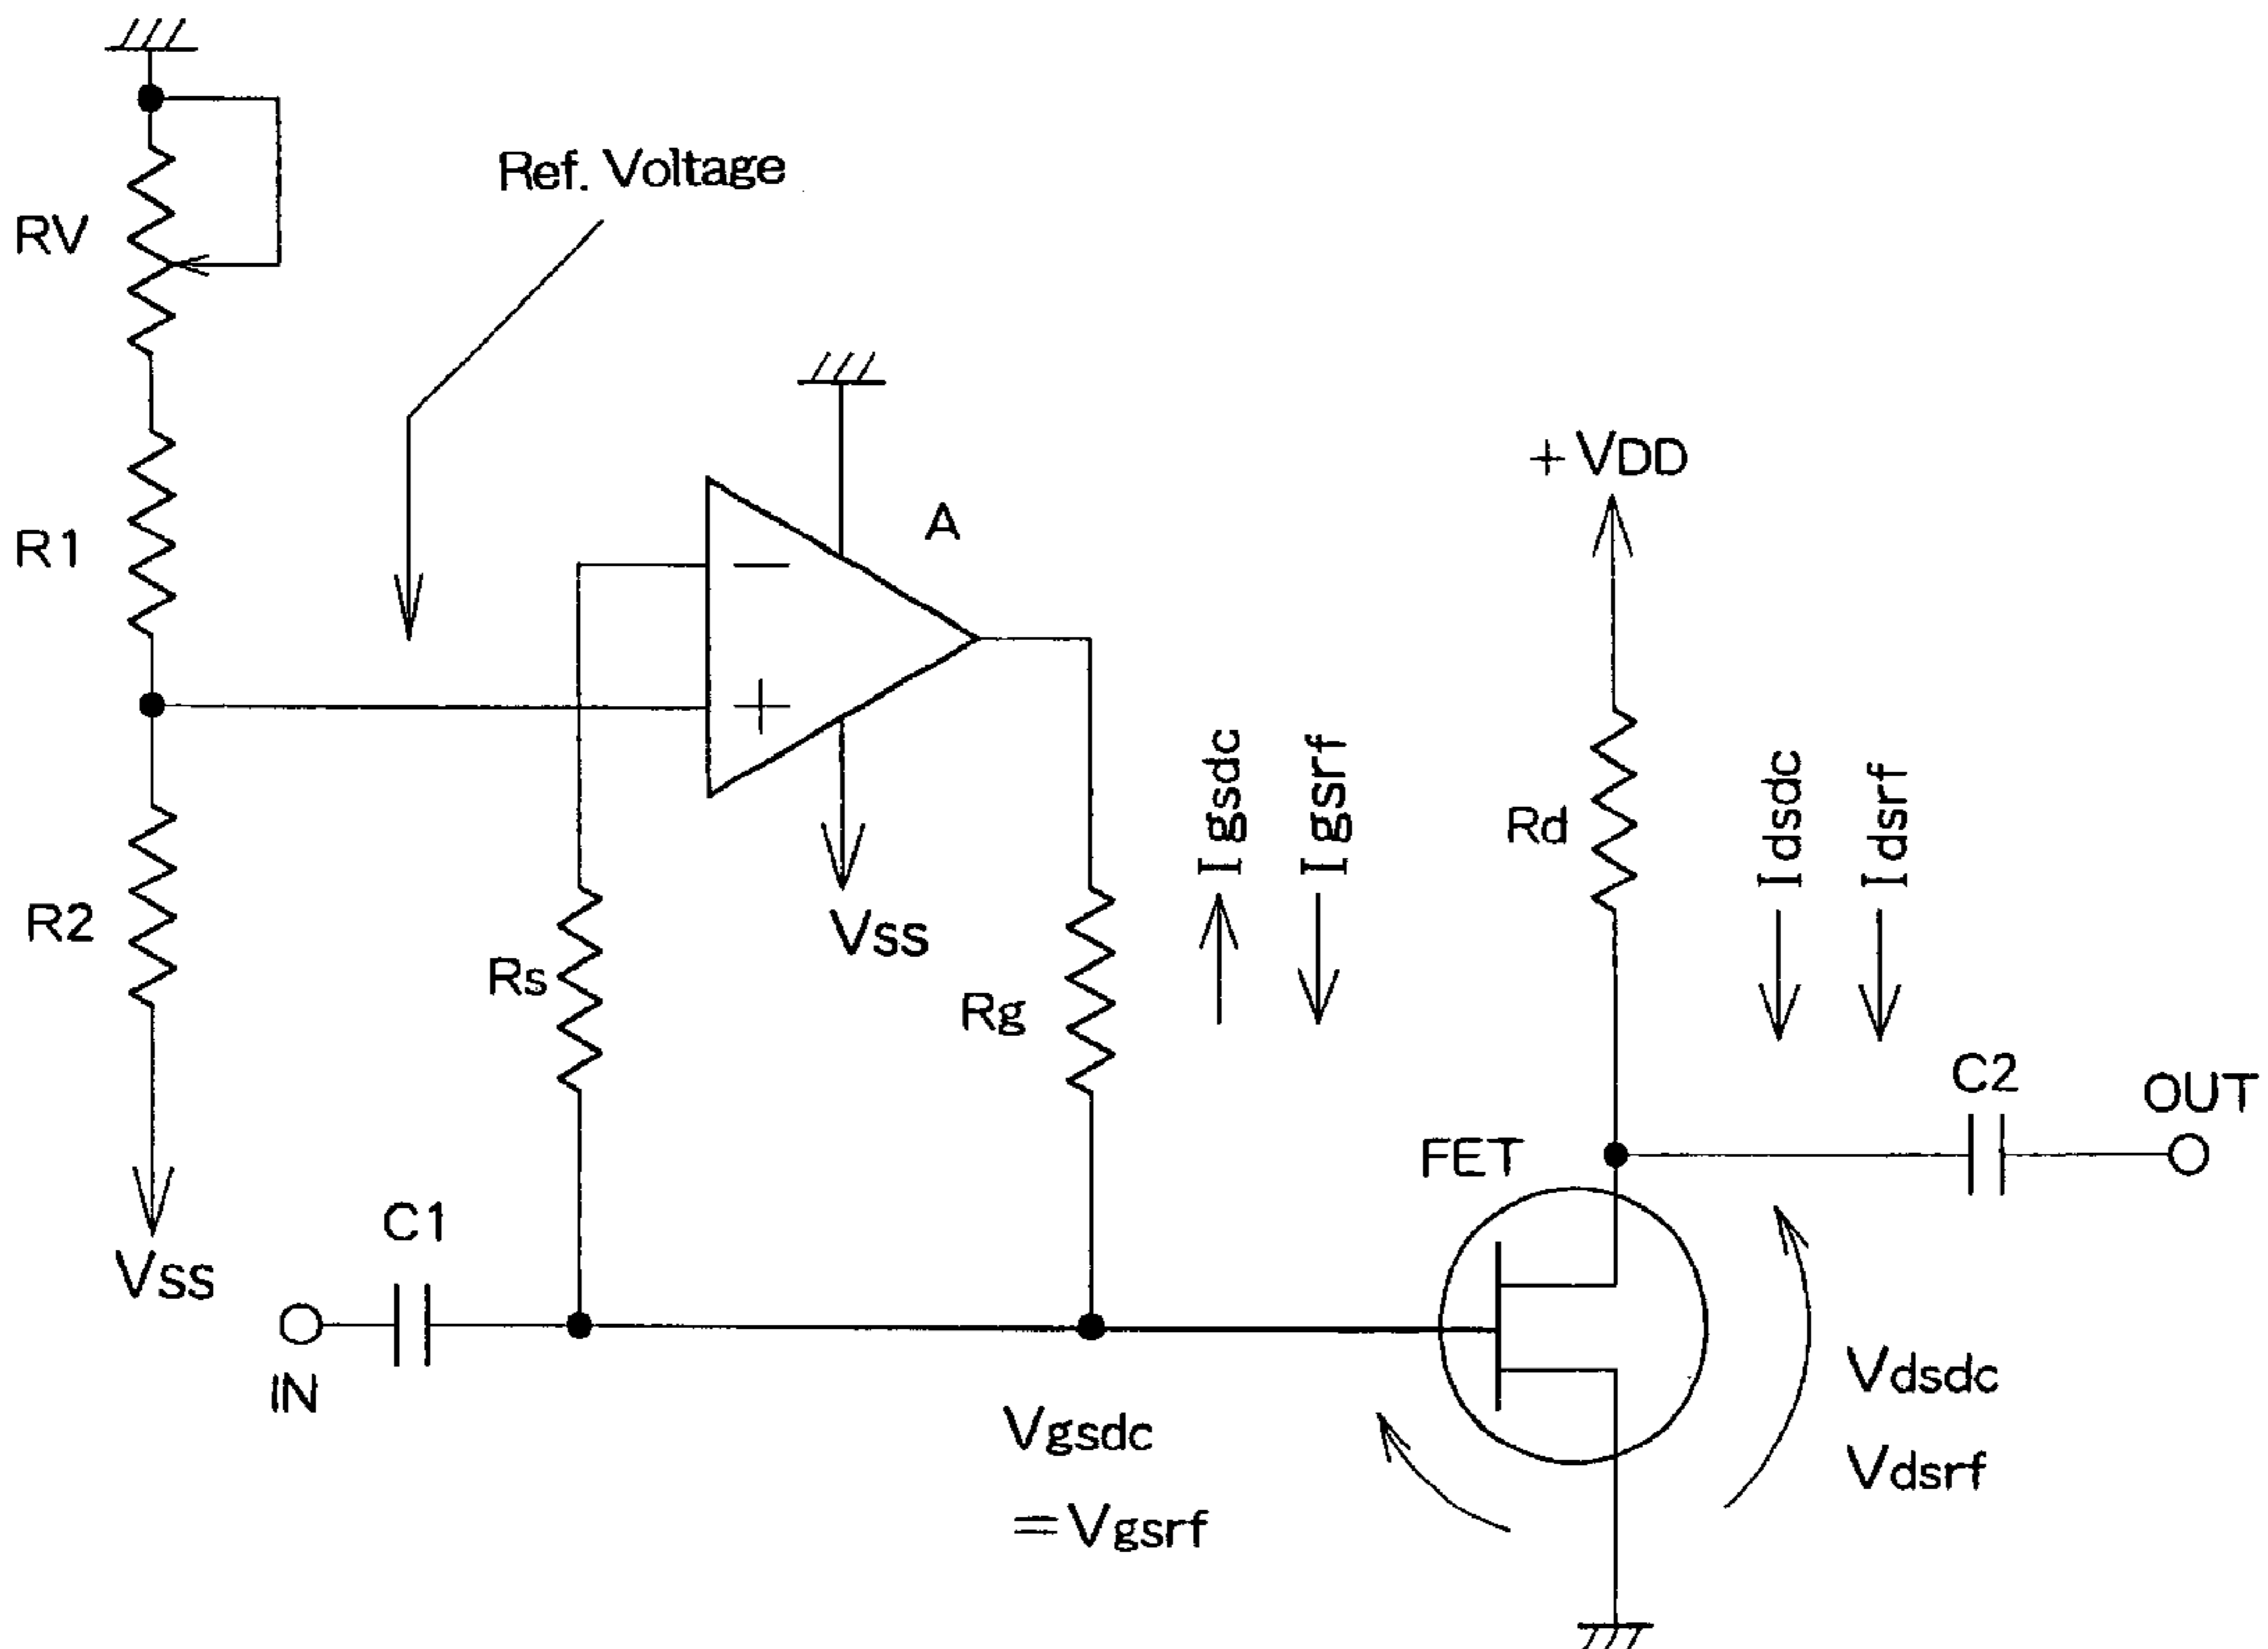 Ref. Voltage
RV
A
+VDD
R1
Igsdc
Igsrf
Idsdc
Idsrf
Rd
R2
Vss
Rs
Rg
C2
OUT
FET
C1
Vss
IN
Vgsdc
=Vgsrf
Vdsdc
Vdsrf
−
+